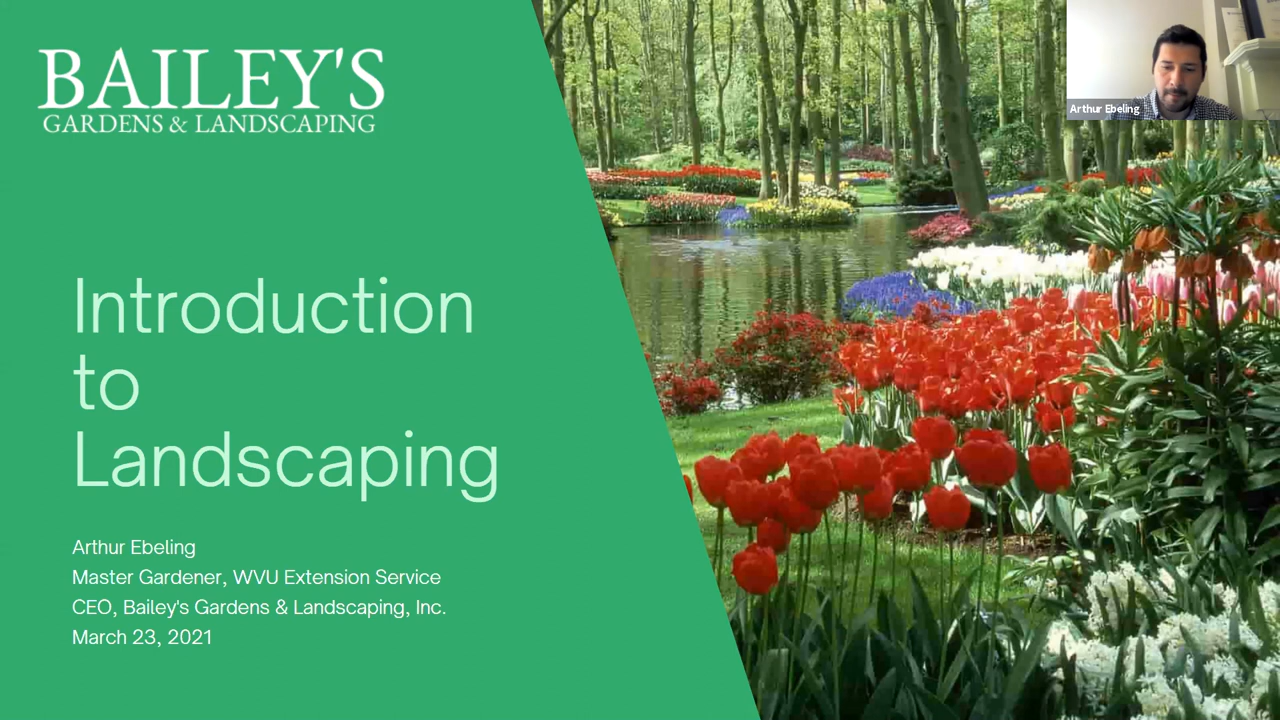 BAILEY'S
GARDENS & LANDSCAPING
Introduction
to
Landscaping
Arthur Ebeling
Master Gardener, WVU Extension Service
CEO, Bailey's Gardens & Landscaping, Inc.
March 23, 2021
Arthur Ebeling